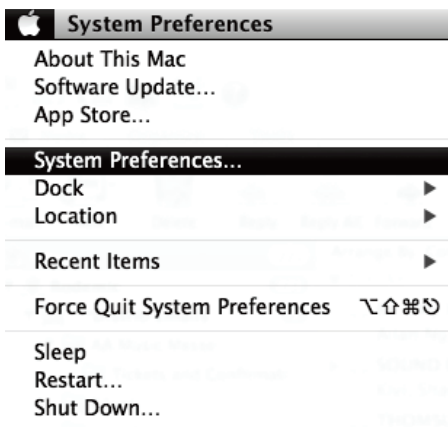 System Preferences
About This Mac
Software Update...
App Store...
System Preferences...
Dock
Location
Recent Items
Force Quit System Preferences ⌥⇧⌘⎋
Sleep
Restart...
Shut Down...